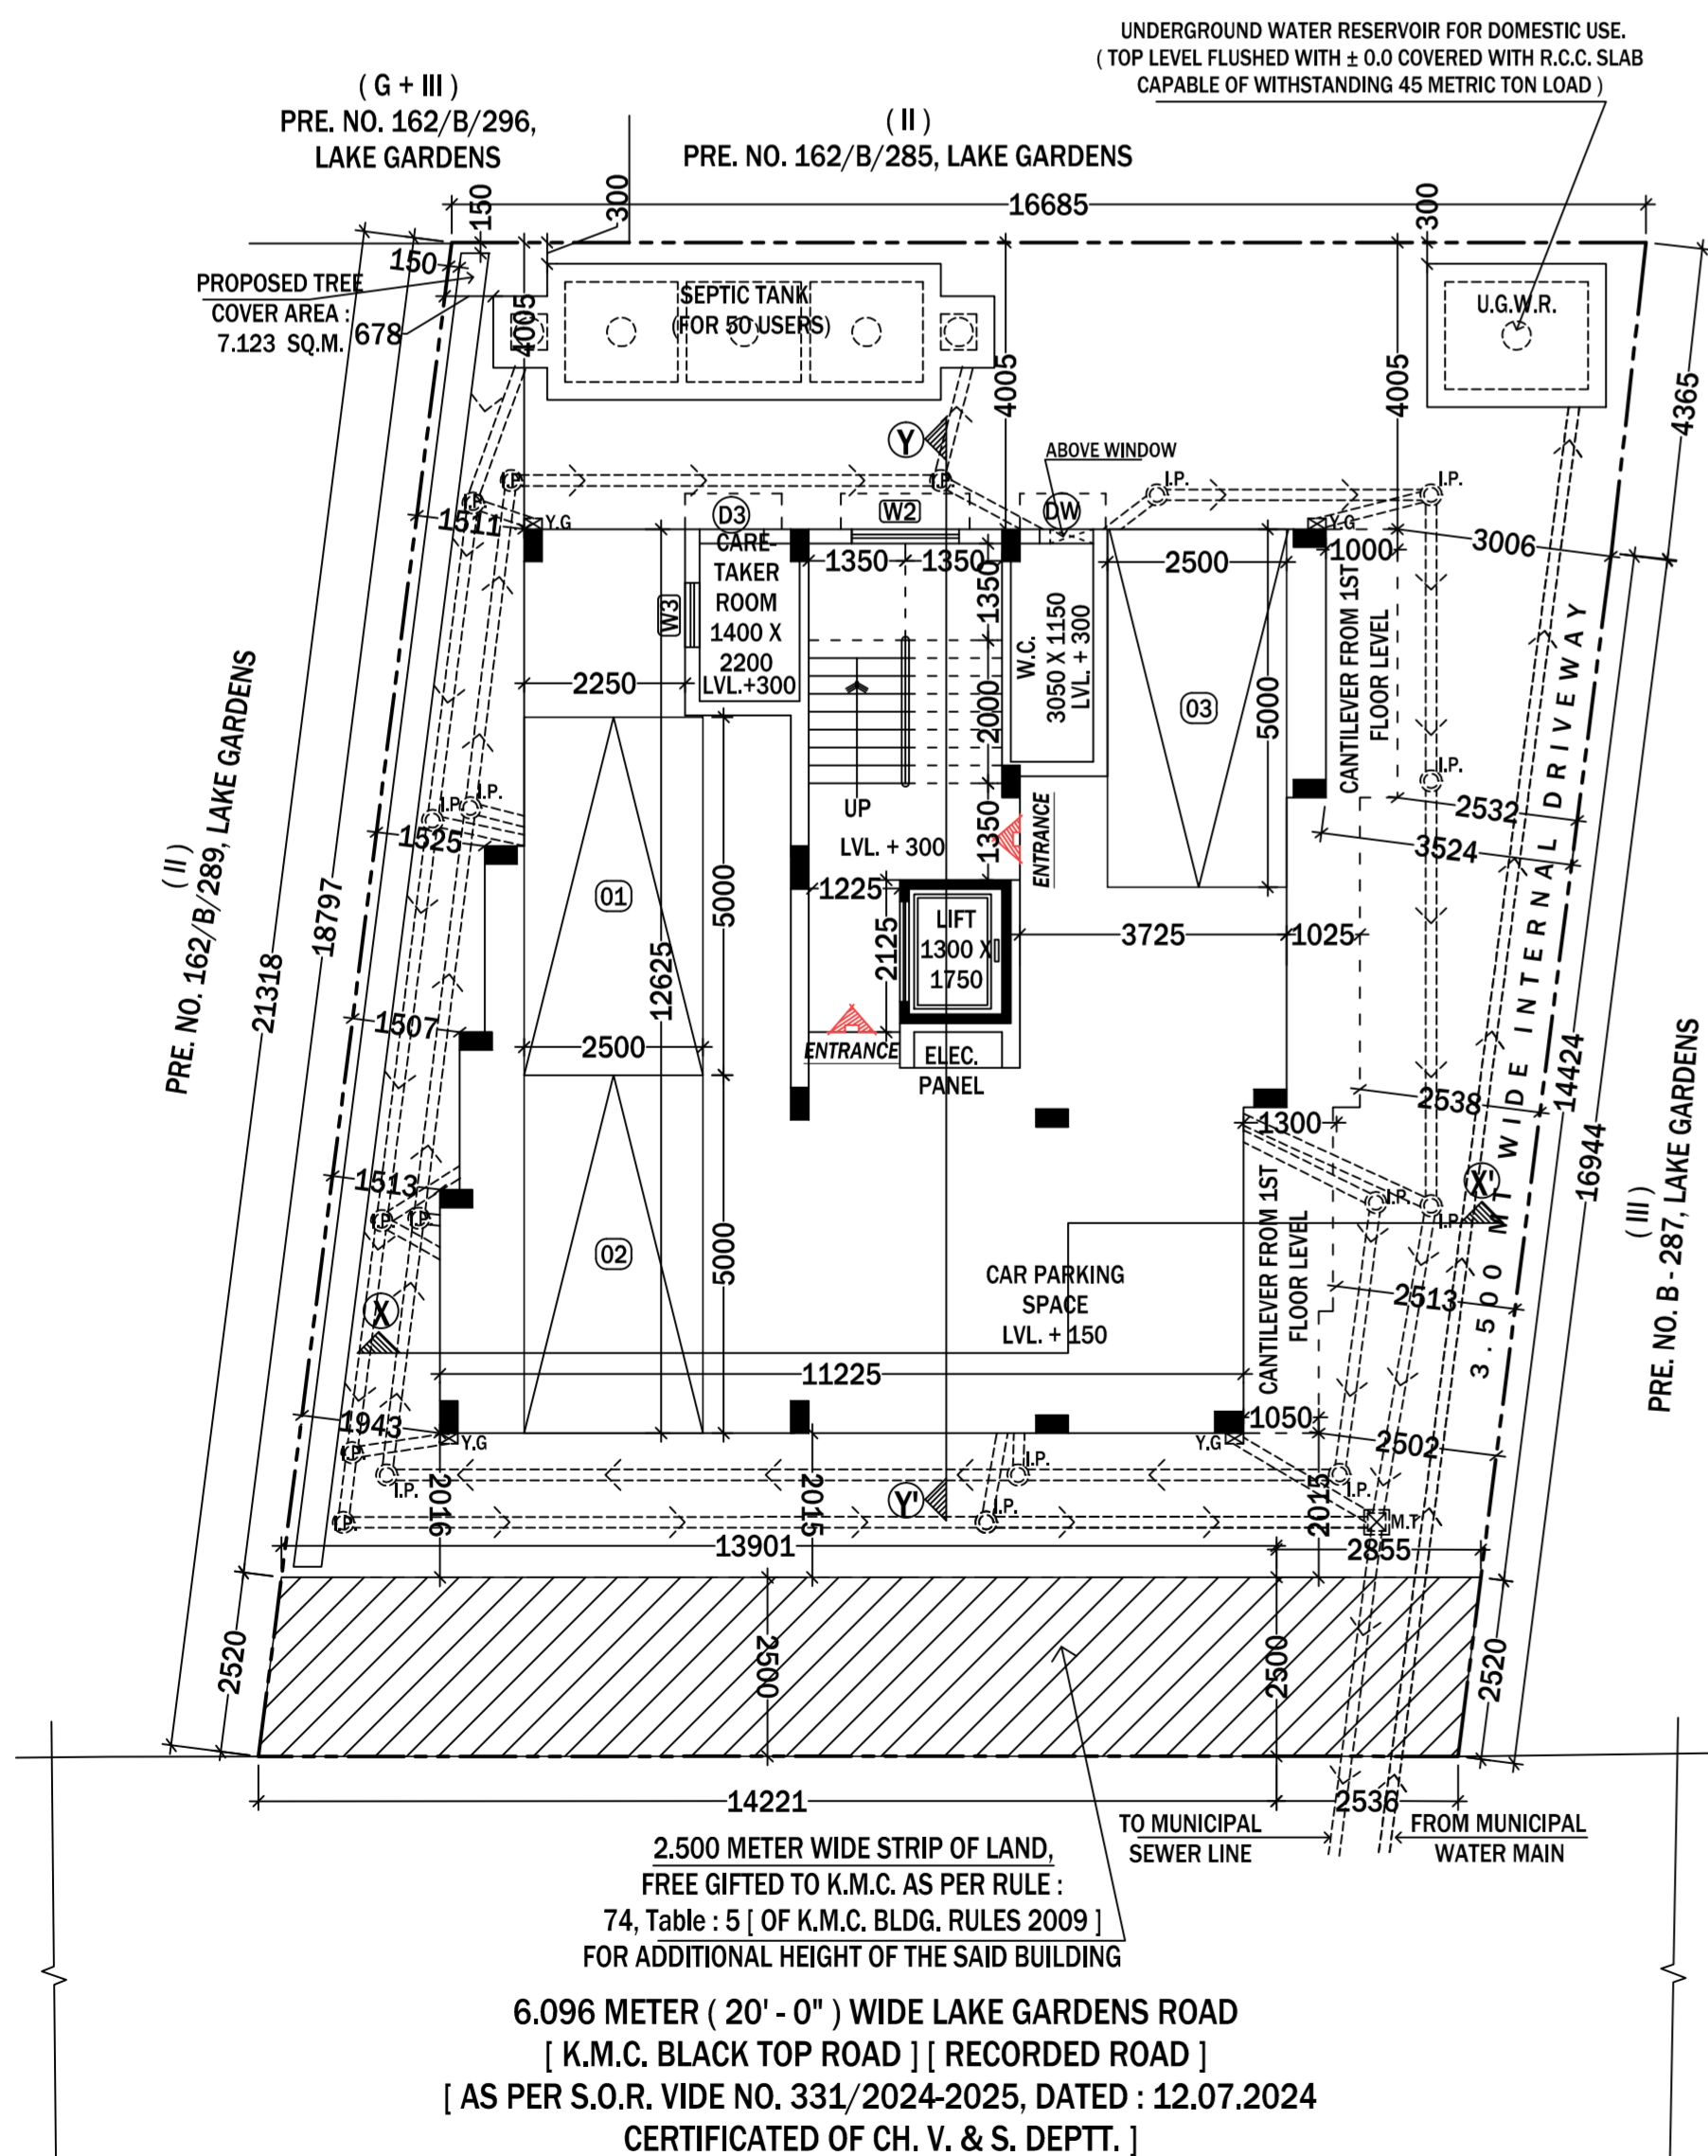 UNDERGROUND WATER RESERVOIR FOR DOMESTIC USE.
( TOP LEVEL FLUSHED WITH ± 0.0 COVERED WITH R.C.C. SLAB
CAPABLE OF WITHSTANDING 45 METRIC TON LOAD )
( G + III )
PRE. NO. 162/B/296,
LAKE GARDENS
( II )
PRE. NO. 162/B/285, LAKE GARDENS
150
300
16685
300
150
PROPOSED TREE
COVER AREA :
7.123 SQ.M.
678
4005
SEPTIC TANK
(FOR 50 USERS)
U.G.W.R.
4005
4005
4365
Y
ABOVE WINDOW
I.P.
I.P.
I.P.
I.P.
1511
Y.G
D3
W2
DW
Y.G
1000
3006
CARE-
TAKER
ROOM
1400 X
2200
LVL.+300
W3
1350
1350
1350
2500
W.C.
3050 X 1150
LVL. + 300
CANTILEVER FROM 1ST
FLOOR LEVEL
2250
2000
03
5000
I.P.
I.P.
I.P.
UP
LVL. + 300
1350
ENTRANCE
2532
3524
1525
( II )
PRE. NO. 162/B/289, LAKE GARDENS
18797
21318
01
5000
1225
2125
LIFT
1300 X
1750
3725
1025
12625
1507
2500
ENTRANCE
ELEC.
PANEL
3.500 MT WIDE INTERNAL DRIVEWAY
14424
16944
2538
1300
1513
I.P.
I.P.
I.P.
I.P.
X'
( III )
PRE. NO. B - 287, LAKE GARDENS
02
5000
CANTILEVER FROM 1ST
FLOOR LEVEL
CAR PARKING
SPACE
LVL. + 150
2513
X
11225
1943
1050
2502
Y.G
Y.G
I.P.
I.P.
I.P.
I.P.
I.P.
I.P.
2016
2015
Y'
2015
M.T
13901
2855
2520
2500
2500
2520
14221
2536
TO MUNICIPAL
SEWER LINE
FROM MUNICIPAL
WATER MAIN
2.500 METER WIDE STRIP OF LAND,
FREE GIFTED TO K.M.C. AS PER RULE :
74, Table : 5 [ OF K.M.C. BLDG. RULES 2009 ]
FOR ADDITIONAL HEIGHT OF THE SAID BUILDING
6.096 METER ( 20' - 0" ) WIDE LAKE GARDENS ROAD
[ K.M.C. BLACK TOP ROAD ] [ RECORDED ROAD ]
[ AS PER S.O.R. VIDE NO. 331/2024-2025, DATED : 12.07.2024
CERTIFICATED OF CH. V. & S. DEPTT. ]